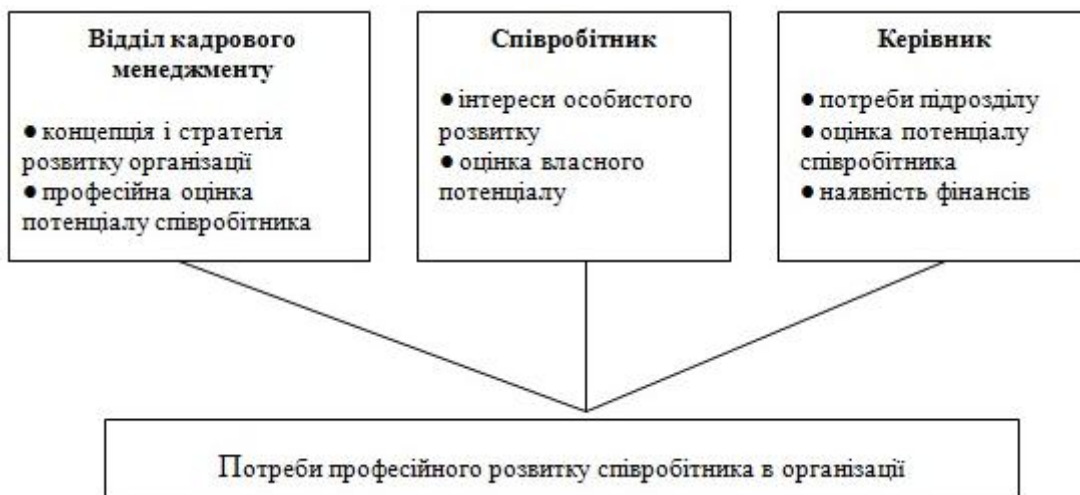 Відділ кадрового
менеджменту
● концепція і стратегія
розвитку організації
● професійна оцінка
потенціалу співробітника
Співробітник
● інтереси особистого
розвитку
● оцінка власного
потенціалу
Керівник
● потреби підрозділу
● оцінка потенціалу
співробітника
● наявність фінансів
Потреби професійного розвитку співробітника в організації